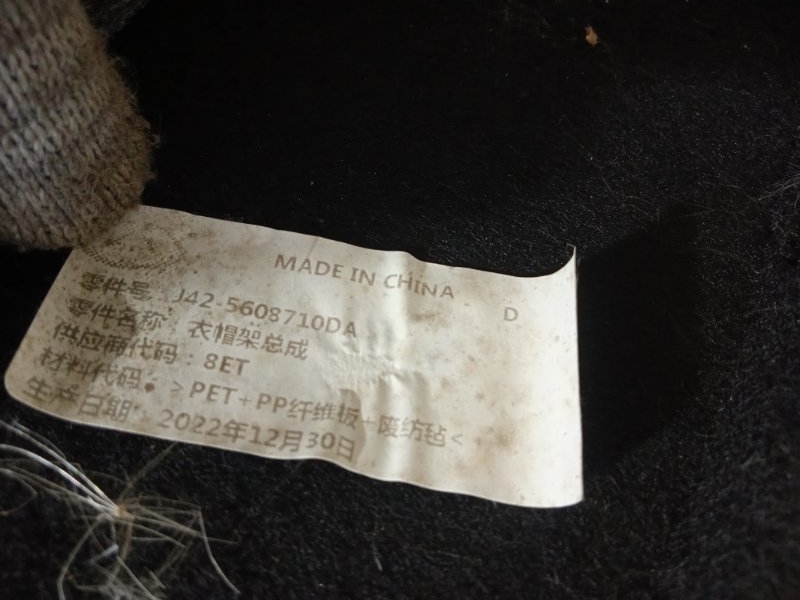 MADE IN CHINA
D
零件号 J42-5608710DA
零件名称：衣帽架总成
供应商代码：8ET
材料代码：>PET+PP纤维板+废纺毡<
生产日期：2022年12月30日